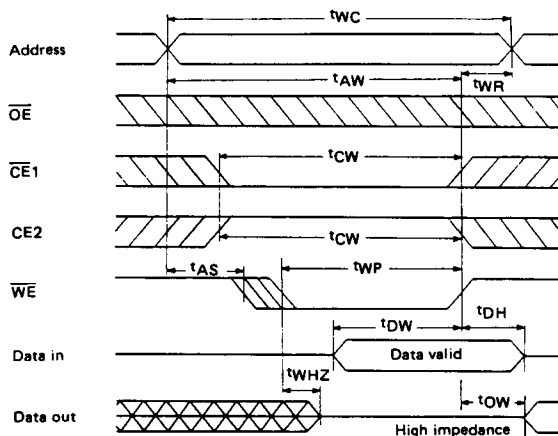 tWC
Address
tAW
tWR
OE
CE1
tCW
CE2
tCW
tAS
tWP
WE
tDW
tDH
Data in
Data valid
tWHZ
tOW
Data out
High impedance